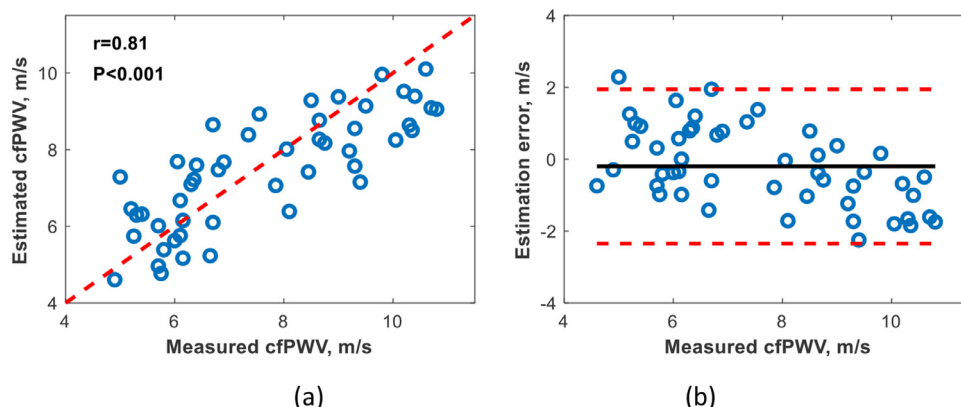 r=0.81
P<0.001
Estimated cfPWV, m/s
10
8
6
4
4
6
8
10
Measured cfPWV, m/s
(a)
Estimation error, m/s
4
2
0
-2
-4
4
6
8
10
Measured cfPWV, m/s
(b)